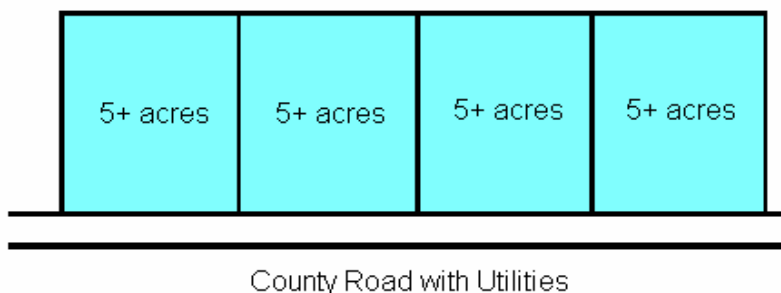 5+ acres 5+ acres 5+ acres 5+ acres
County Road with Utilities